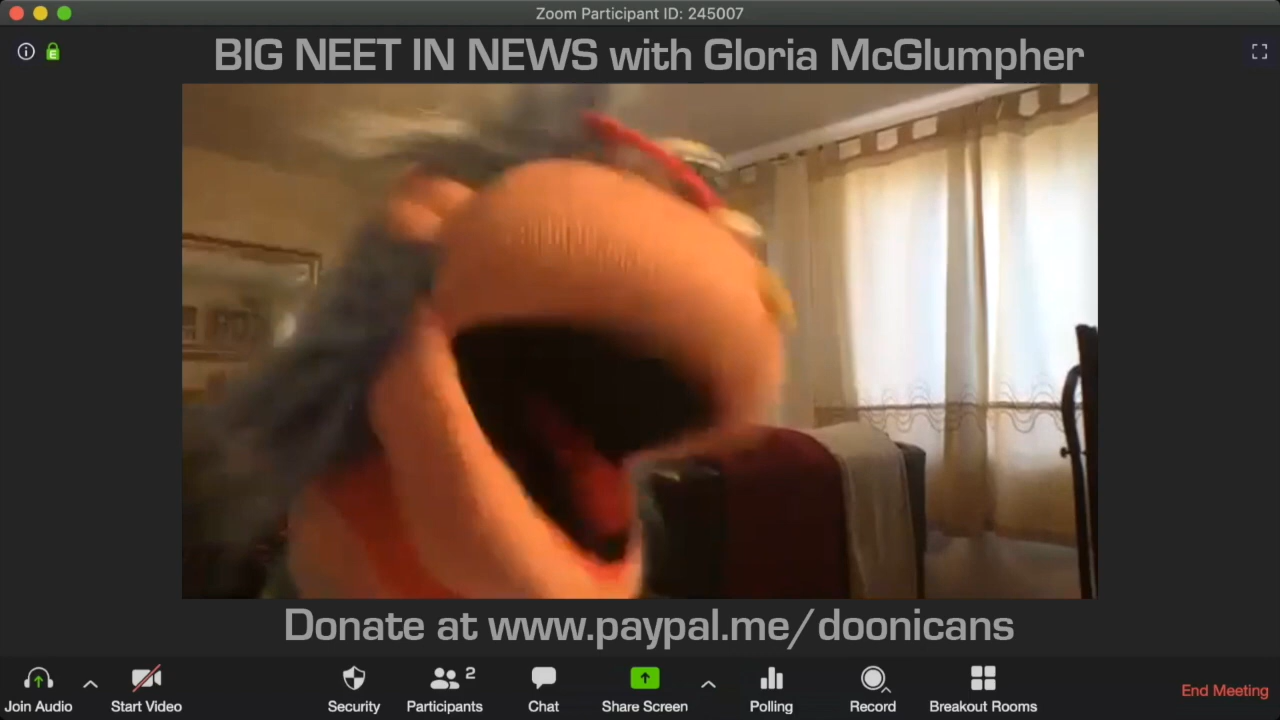 Zoom Participant ID: 245007
BIG NEET IN NEWS with Gloria McGlumpher
E
Donate at www.paypal.me/doonicans
2
Join Audio
Start Video
Security
Participants
Chat
Share Screen
Polling
Record
Breakout Rooms
End Meeting